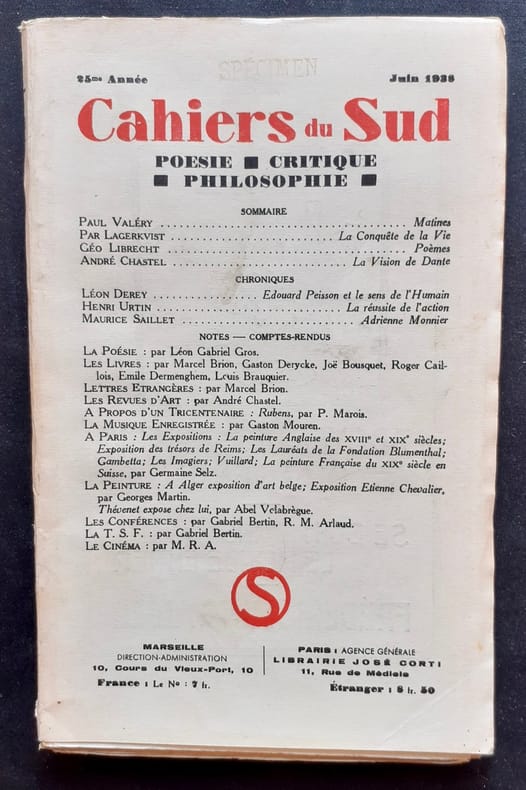 SPÉCIMEN
25me Année Juin 1938
Cahiers du Sud
POESIE ■ CRITIQUE
■ PHILOSOPHIE ■
SOMMAIRE
PAUL VALÉRY ........ Matines
PAR LAGERKVIST ........ La Conquête de la Vie
GÉO LIBRECHT ........ Poèmes
ANDRÉ CHASTEL ........ La Vision de Dante
CHRONIQUES
LÉON DEREY ........ Edouard Peisson et le sens de l'Humain
HENRI URTIN ........ La réussite de l'action
MAURICE SAILLET ........ Adrienne Monnier
NOTES — COMPTES-RENDUS
LA POÉSIE : par Léon Gabriel Gros.
LES LIVRES : par Marcel Brion, Gaston Derycke, Joë Bousquet, Roger Cail-
lois, Emile Dermenghem, Louis Brauquier.
LETTRES ETRANGÈRES : par Marcel Brion.
LES REVUES D'ART : par André Chastel.
A PROPOS D'UN TRICENTENAIRE : Rubens, par P. Marois.
LA MUSIQUE ENREGISTRÉE : par Gaston Mouren.
A PARIS : Les Expositions : La peinture Anglaise des XVIIIe et XIXe siècles;
Exposition des trésors de Reims; Les Lauréats de la Fondation Blumenthal;
Gambetta; Les Imagiers; Vuillard; La peinture Française du XIXe siècle en
Suisse, par Germaine Selz.
LA PEINTURE : A Alger exposition d'art belge; Exposition Etienne Chevalier,
par Georges Martin.
Thévenet expose chez lui, par Abel Velabrègue.
LES CONFÉRENCES : par Gabriel Bertin, R. M. Arlaud.
LA T. S. F. : par Gabriel Bertin.
LE CINÉMA : par M. R. A.
S
MARSEILLE
DIRECTION-ADMINISTRATION
10, Cours du Vieux-Port, 10
France : Le No : 7 fr.
PARIS : AGENCE GÉNÉRALE
LIBRAIRIE JOSÉ CORTI
11, Rue de Médicis
Étranger : 8 fr. 50